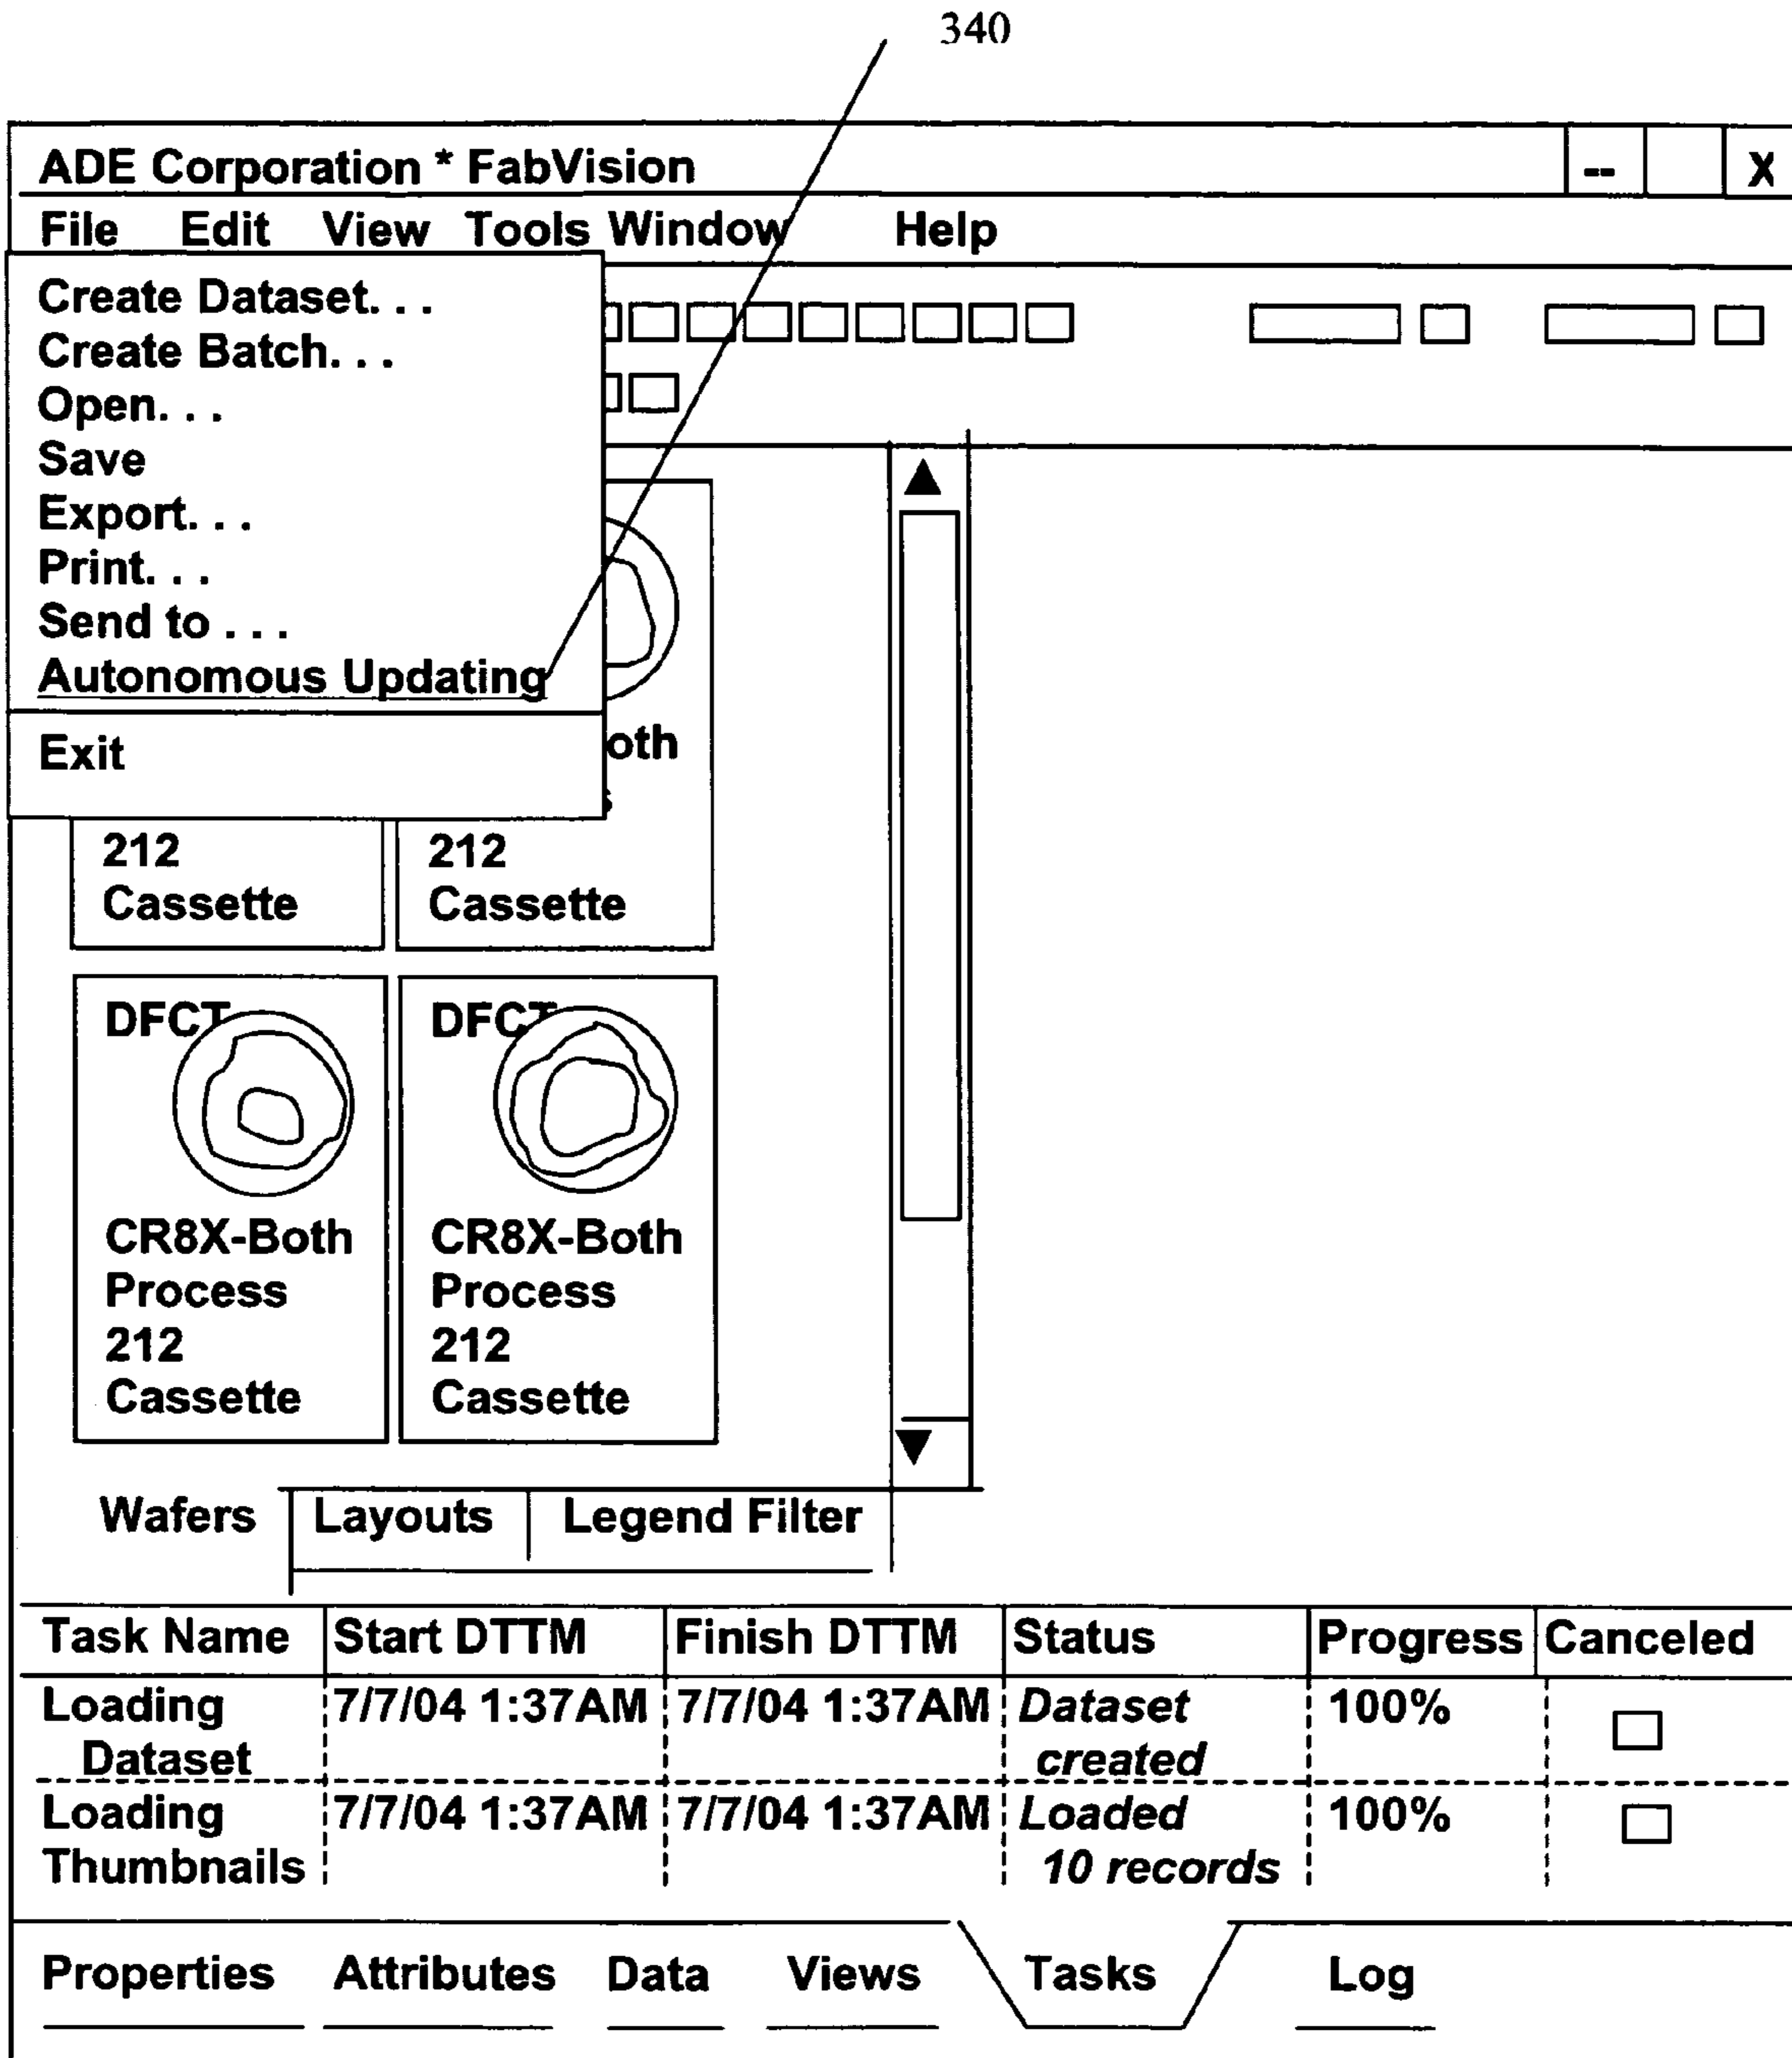 340
ADE Corporation * FabVision -- X
File Edit View Tools Window Help
Create Dataset. . .
Create Batch. . .
Open. . .
Save
Export. . .
Print. . .
Send to . . .
Autonomous Updating
Exit
oth
212 212
Cassette Cassette
DFCT DFCT
CR8X-Both CR8X-Both
Process Process
212 212
Cassette Cassette
Wafers Layouts Legend Filter
Task Name Start DTTM Finish DTTM Status Progress Canceled
Loading 7/7/04 1:37AM 7/7/04 1:37AM Dataset 100%
Dataset created
Loading 7/7/04 1:37AM 7/7/04 1:37AM Loaded 100%
Thumbnails 10 records
Properties Attributes Data Views Tasks Log